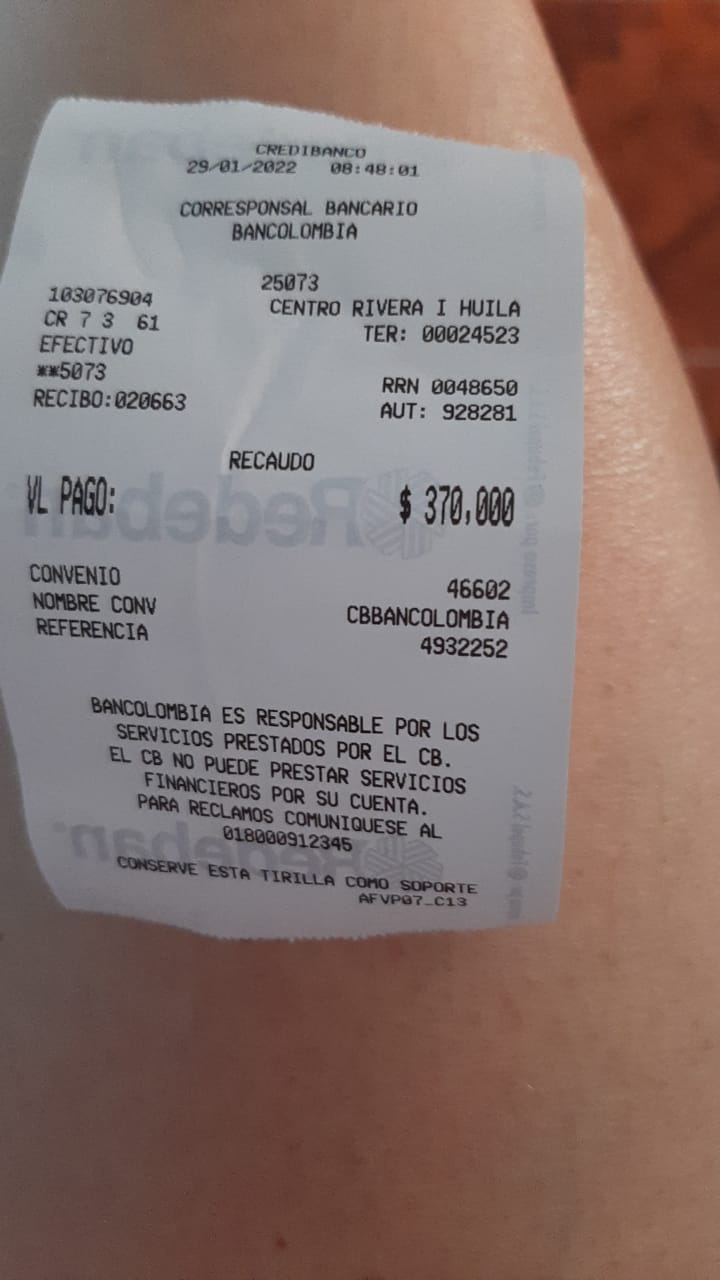 CREDIBANCO
29/01/2022 08:48:01
CORRESPONSAL BANCARIO
BANCOLOMBIA
25073
103076904 CENTRO RIVERA I HUILA
CR 7 3 61 TER: 00024523
EFECTIVO
**5073 RRN 0048650
RECIBO:020663 AUT: 928281
RECAUDO
VL PAGO: $ 370,000
Redeban
CONVENIO 46602
NOMBRE CONV CBBANCOLOMBIA
REFERENCIA 4932252
BANCOLOMBIA ES RESPONSABLE POR LOS
SERVICIOS PRESTADOS POR EL CB.
EL CB NO PUEDE PRESTAR SERVICIOS
FINANCIEROS POR SU CUENTA.
PARA RECLAMOS COMUNIQUESE AL
018000912345
Redeban
CONSERVE ESTA TIRILLA COMO SOPORTE
AFVP07_C13